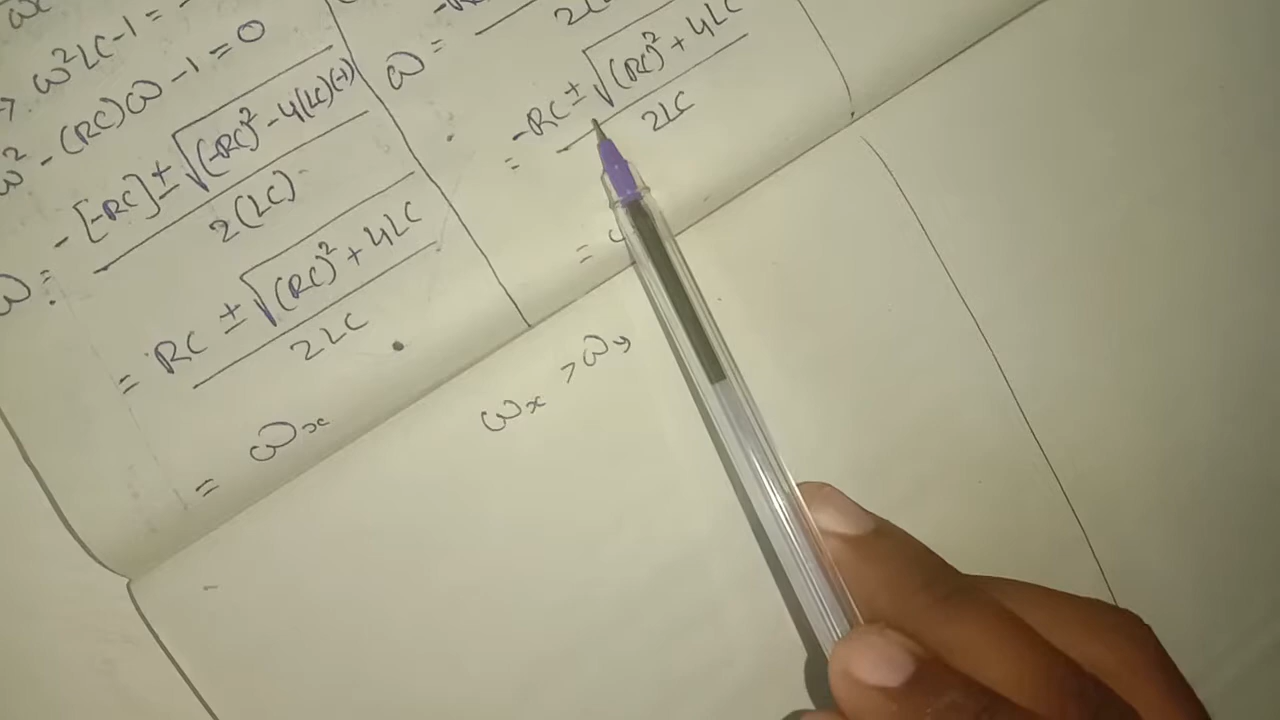 → ω²LC-1=
ω² - (RC)ω - 1 = 0
ω = -[-RC] ± √(-RC)² - 4(LC)(-1)
2(LC)
= RC ± √(RC)² + 4LC
2LC
= ωx
ω =
= -RC ± √(RC)² + 4LC
2LC
=
ωx > ωy